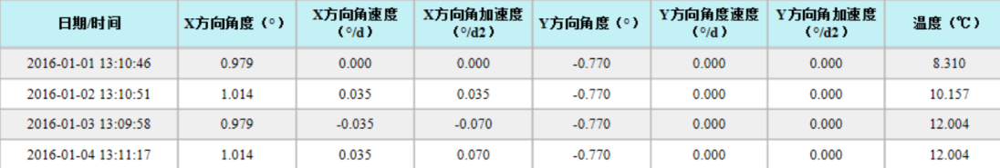 日期/时间 X方向角度（°） X方向角速度（°/d） X方向角加速度（°/d2） Y方向角度（°） Y方向角度速度（°/d） Y方向角加速度（°/d2） 温度（℃）
2016-01-01 13:10:46 0.979 0.000 0.000 -0.770 0.000 0.000 8.310
2016-01-02 13:10:51 1.014 0.035 0.035 -0.770 0.000 0.000 10.157
2016-01-03 13:09:58 0.979 -0.035 -0.070 -0.770 0.000 0.000 12.004
2016-01-04 13:11:17 1.014 0.035 0.070 -0.770 0.000 0.000 12.004